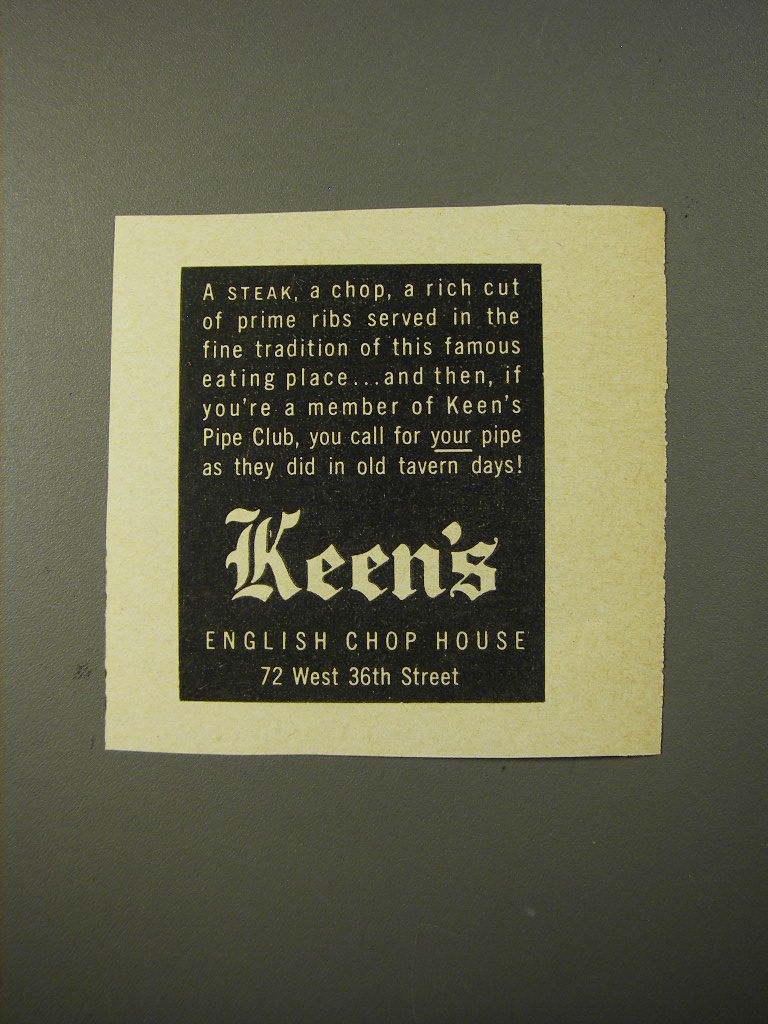 A STEAK, a chop, a rich cut
of prime ribs served in the
fine tradition of this famous
eating place...and then, if
you're a member of Keen's
Pipe Club, you call for your pipe
as they did in old tavern days!
Keen's
ENGLISH CHOP HOUSE
72 West 36th Street